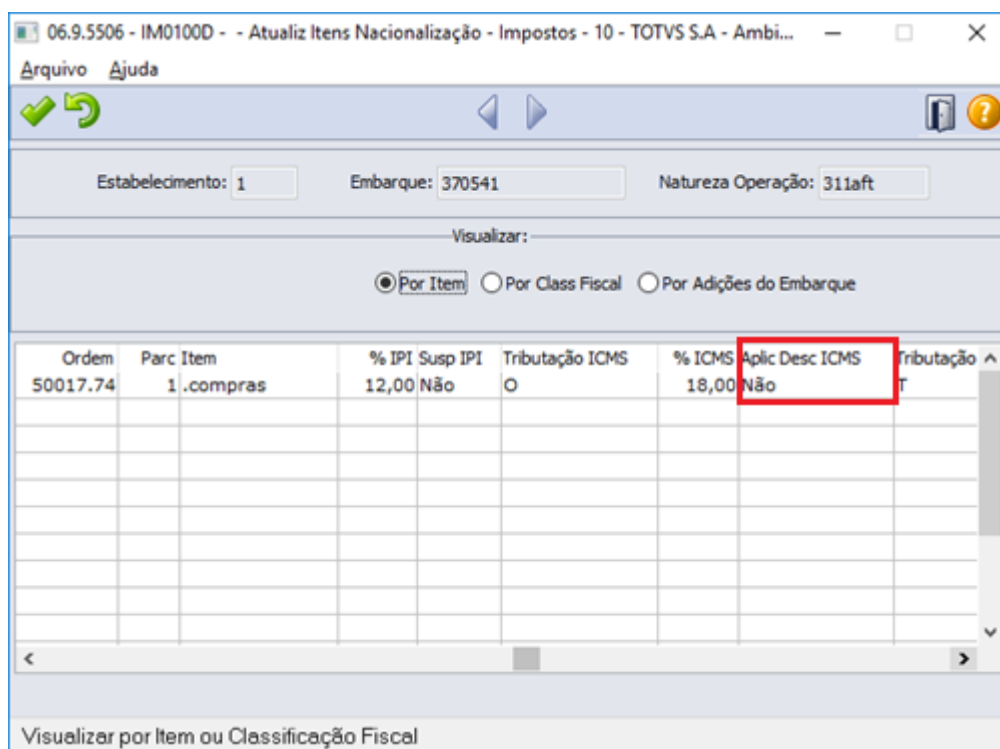 06.9.5506 - IM0100D - - Atualiz Itens Nacionalização - Impostos - 10 - TOTVS S.A - Ambi...
Arquivo Ajuda
Estabelecimento: 1 Embarque: 370541 Natureza Operação: 311aft
Visualizar:
Por Item Por Class Fiscal Por Adições do Embarque
Ordem Parc Item % IPI Susp IPI Tributação ICMS % ICMS Aplic Desc ICMS Tributação
50017.74 1 .compras 12,00 Não O 18,00 Não T
Visualizar por Item ou Classificação Fiscal